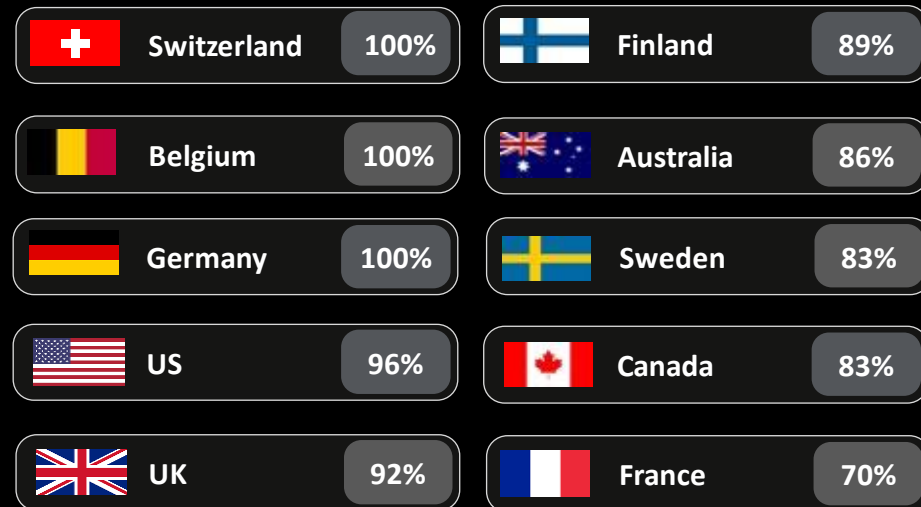 Switzerland 100%
Belgium 100%
Germany 100%
US 96%
UK 92%
Finland 89%
Australia 86%
Sweden 83%
Canada 83%
France 70%